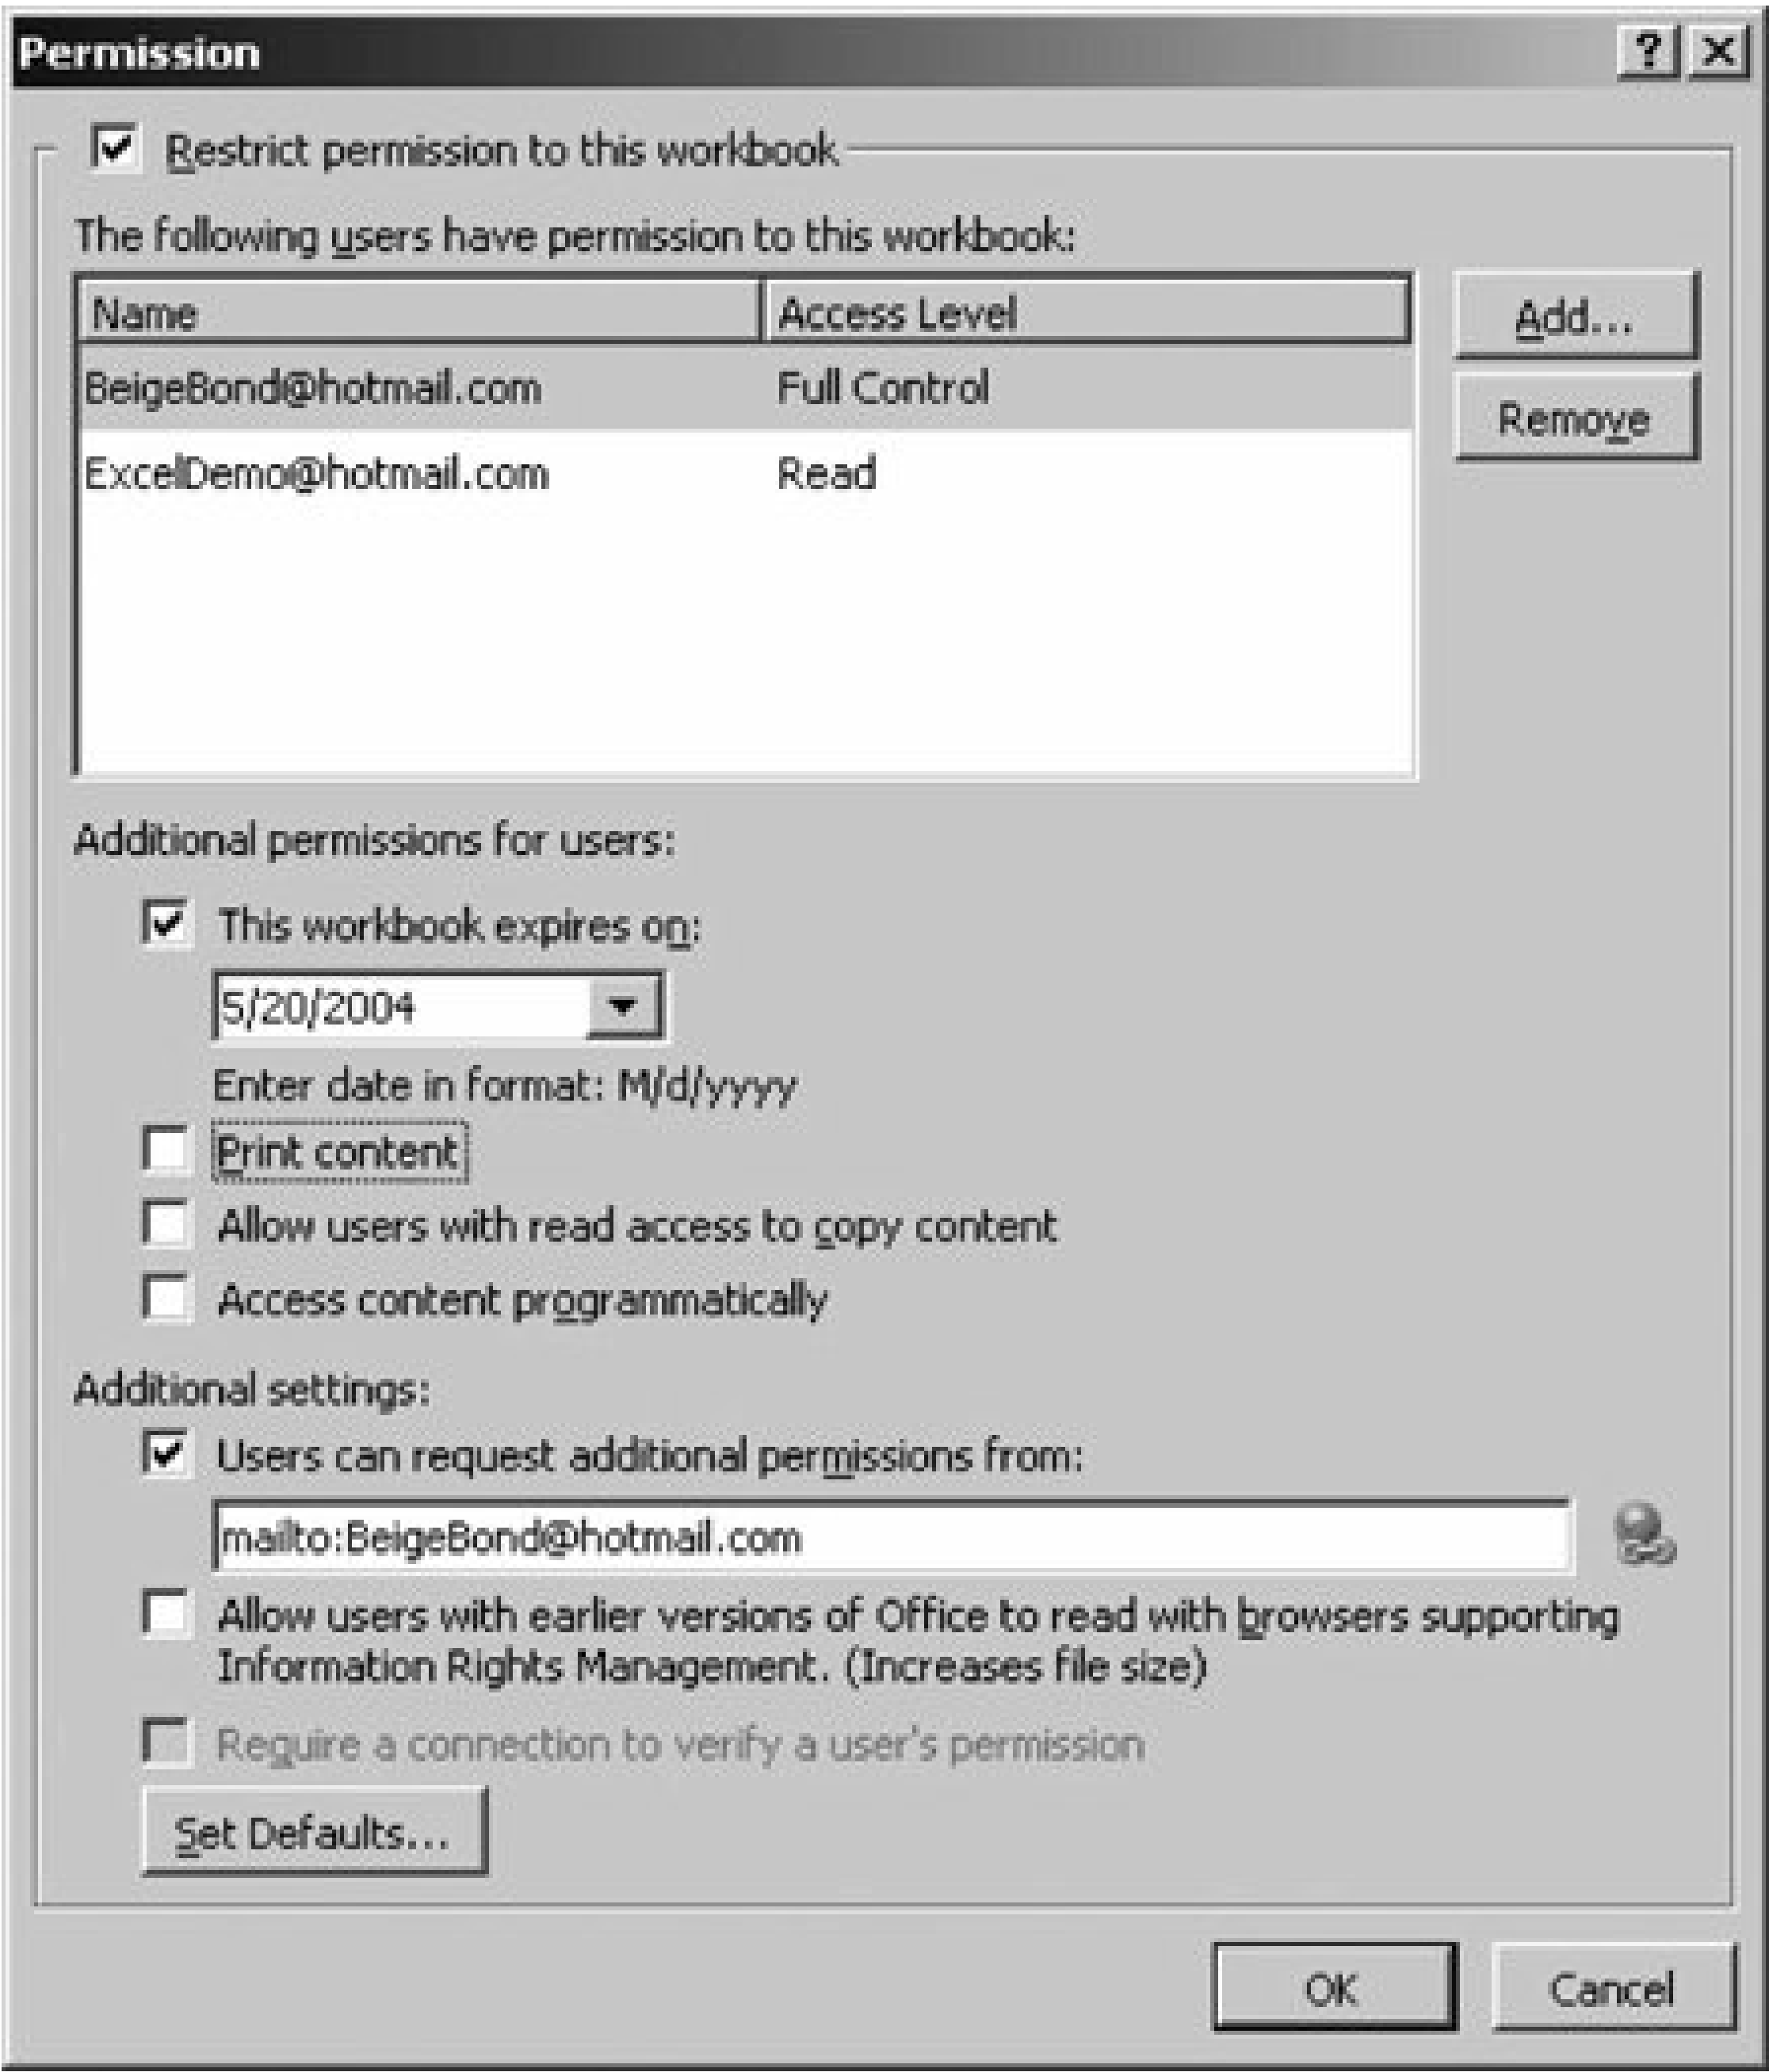 Permission
Restrict permission to this workbook
The following users have permission to this workbook:
Name Access Level
Add...
BeigeBond@hotmail.com Full Control
Remove
ExcelDemo@hotmail.com Read
Additional permissions for users:
This workbook expires on:
5/20/2004
Enter date in format: M/d/yyyy
Print content
Allow users with read access to copy content
Access content programmatically
Additional settings:
Users can request additional permissions from:
mailto:BeigeBond@hotmail.com
Allow users with earlier versions of Office to read with browsers supporting
Information Rights Management. (Increases file size)
Require a connection to verify a user's permission
Set Defaults...
OK Cancel